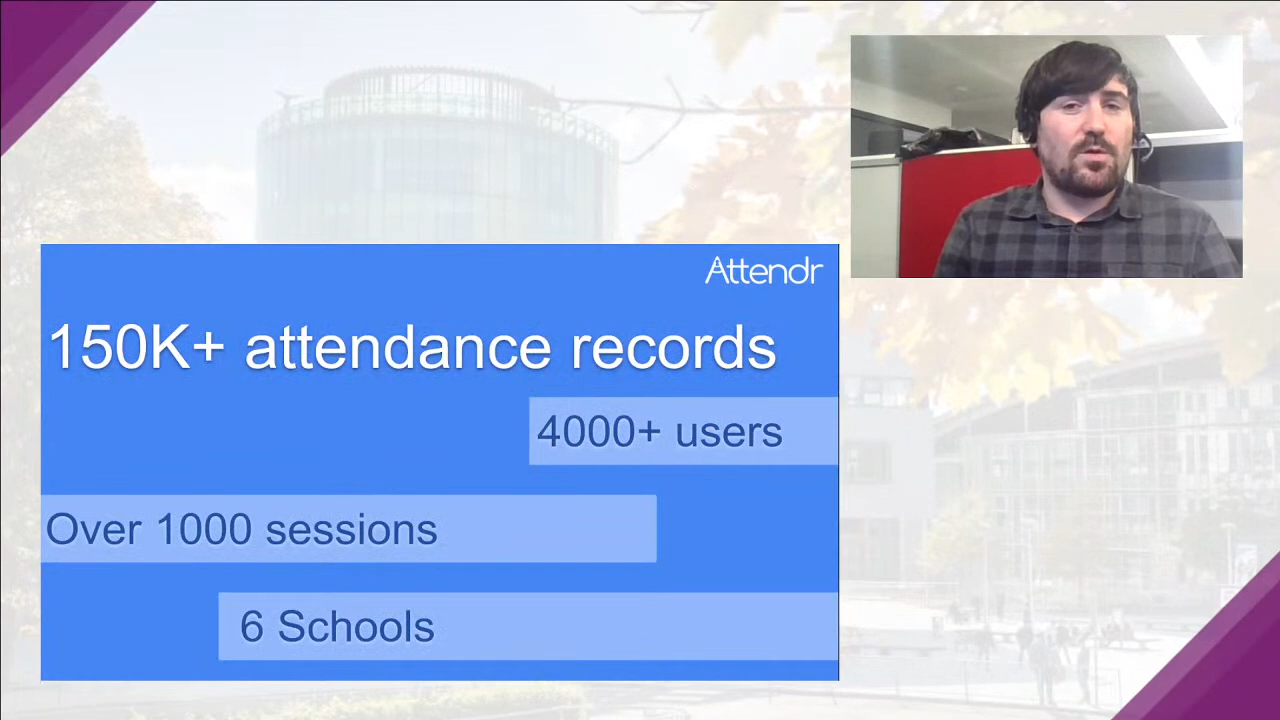 Attendr
150K+ attendance records
4000+ users
Over 1000 sessions
6 Schools